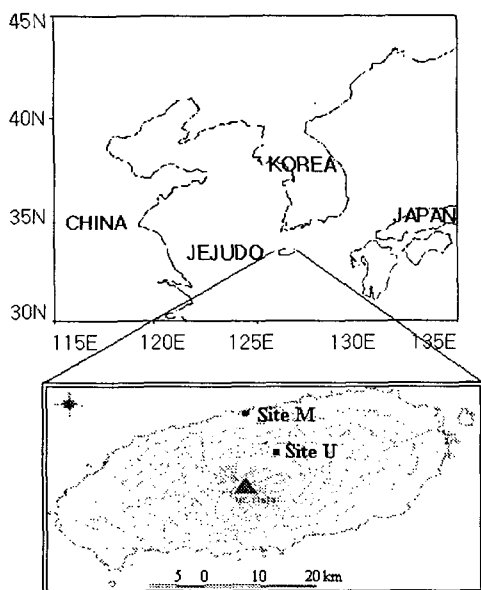 45N
40N
KOREA
35N
CHINA
JAPAN
JEJUDO
30N
115E 120E 125E 130E 135E
Site M
Site U
5 0 10 20 km